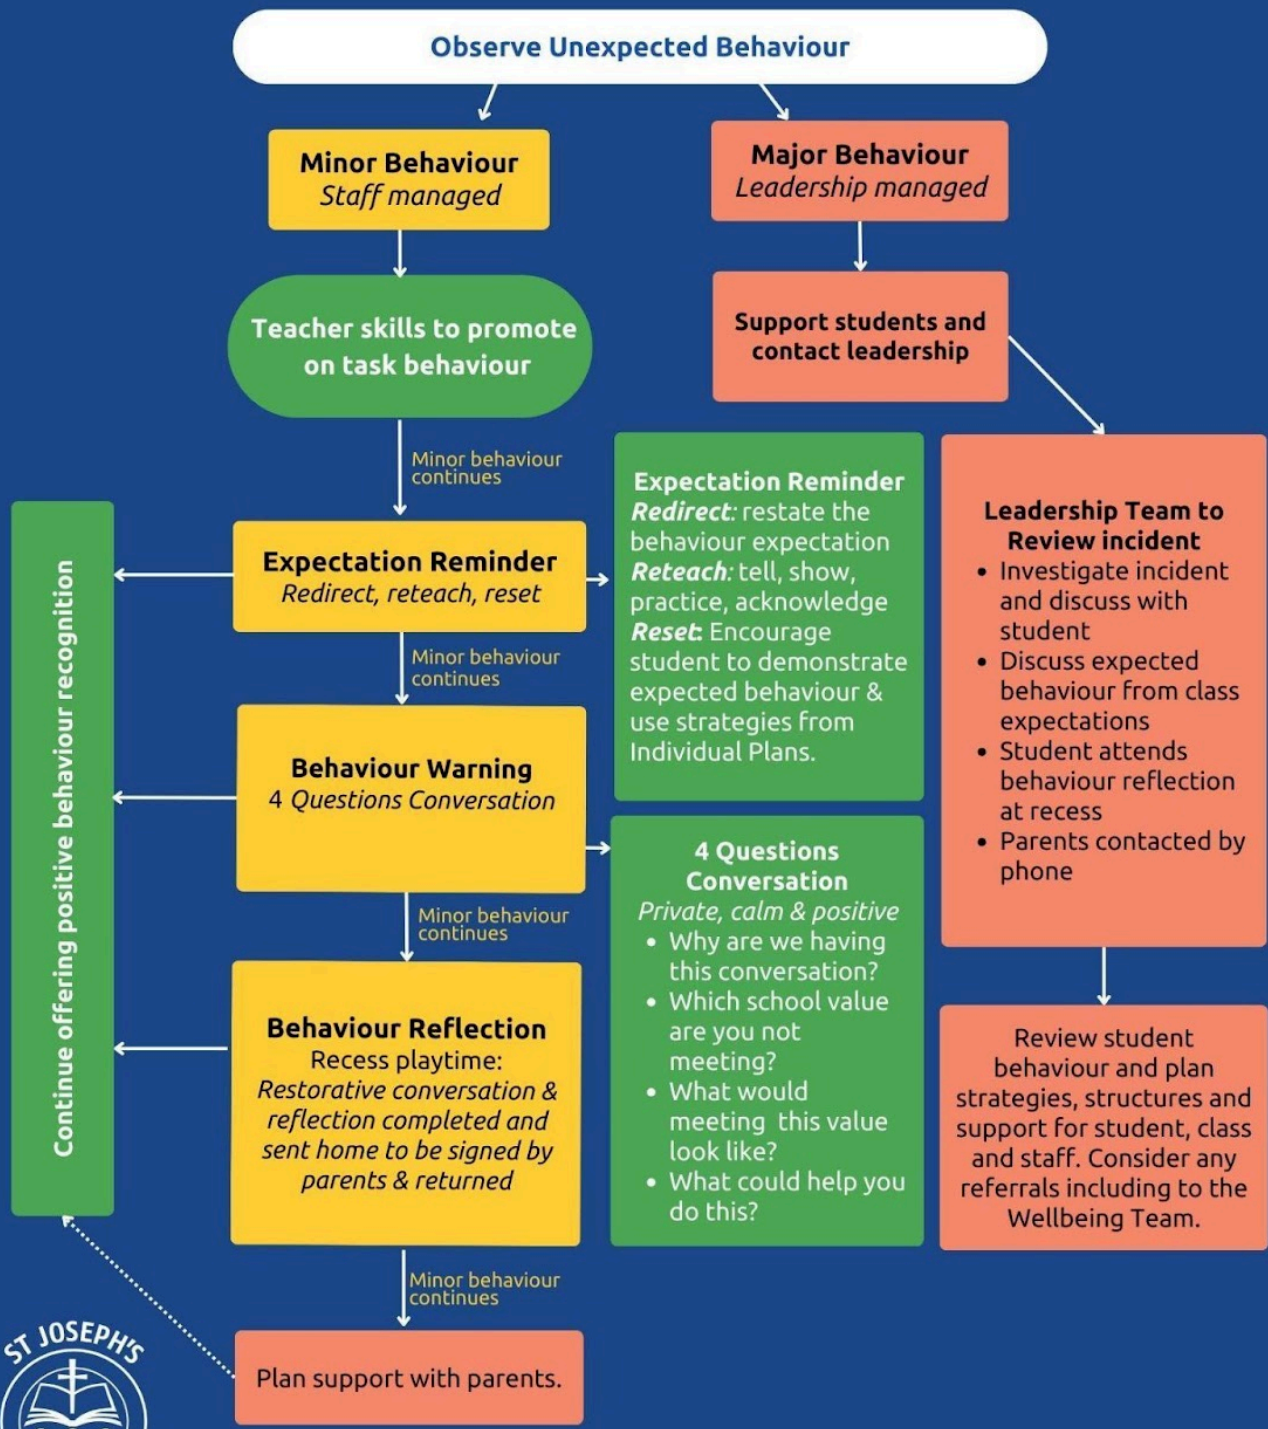 Observe Unexpected Behaviour
Minor Behaviour
Staff managed
Major Behaviour
Leadership managed
Teacher skills to promote
on task behaviour
Support students and
contact leadership
Minor behaviour
continues
Expectation Reminder
Redirect, reteach, reset
Expectation Reminder
Redirect: restate the
behaviour expectation
Reteach: tell, show,
practice, acknowledge
Reset: Encourage
student to demonstrate
expected behaviour &
use strategies from
Individual Plans.
Leadership Team to
Review incident
• Investigate incident
and discuss with
student
• Discuss expected
behaviour from class
expectations
• Student attends
behaviour reflection
at recess
• Parents contacted by
phone
Continue offering positive behaviour recognition
Minor behaviour
continues
Behaviour Warning
4 Questions Conversation
4 Questions
Conversation
Private, calm & positive
• Why are we having
this conversation?
• Which school value
are you not
meeting?
• What would
meeting this value
look like?
• What could help you
do this?
Minor behaviour
continues
Behaviour Reflection
Recess playtime:
Restorative conversation &
reflection completed and
sent home to be signed by
parents & returned
Review student
behaviour and plan
strategies, structures and
support for student, class
and staff. Consider any
referrals including to the
Wellbeing Team.
Minor behaviour
continues
Plan support with parents.
ST JOSEPH'S